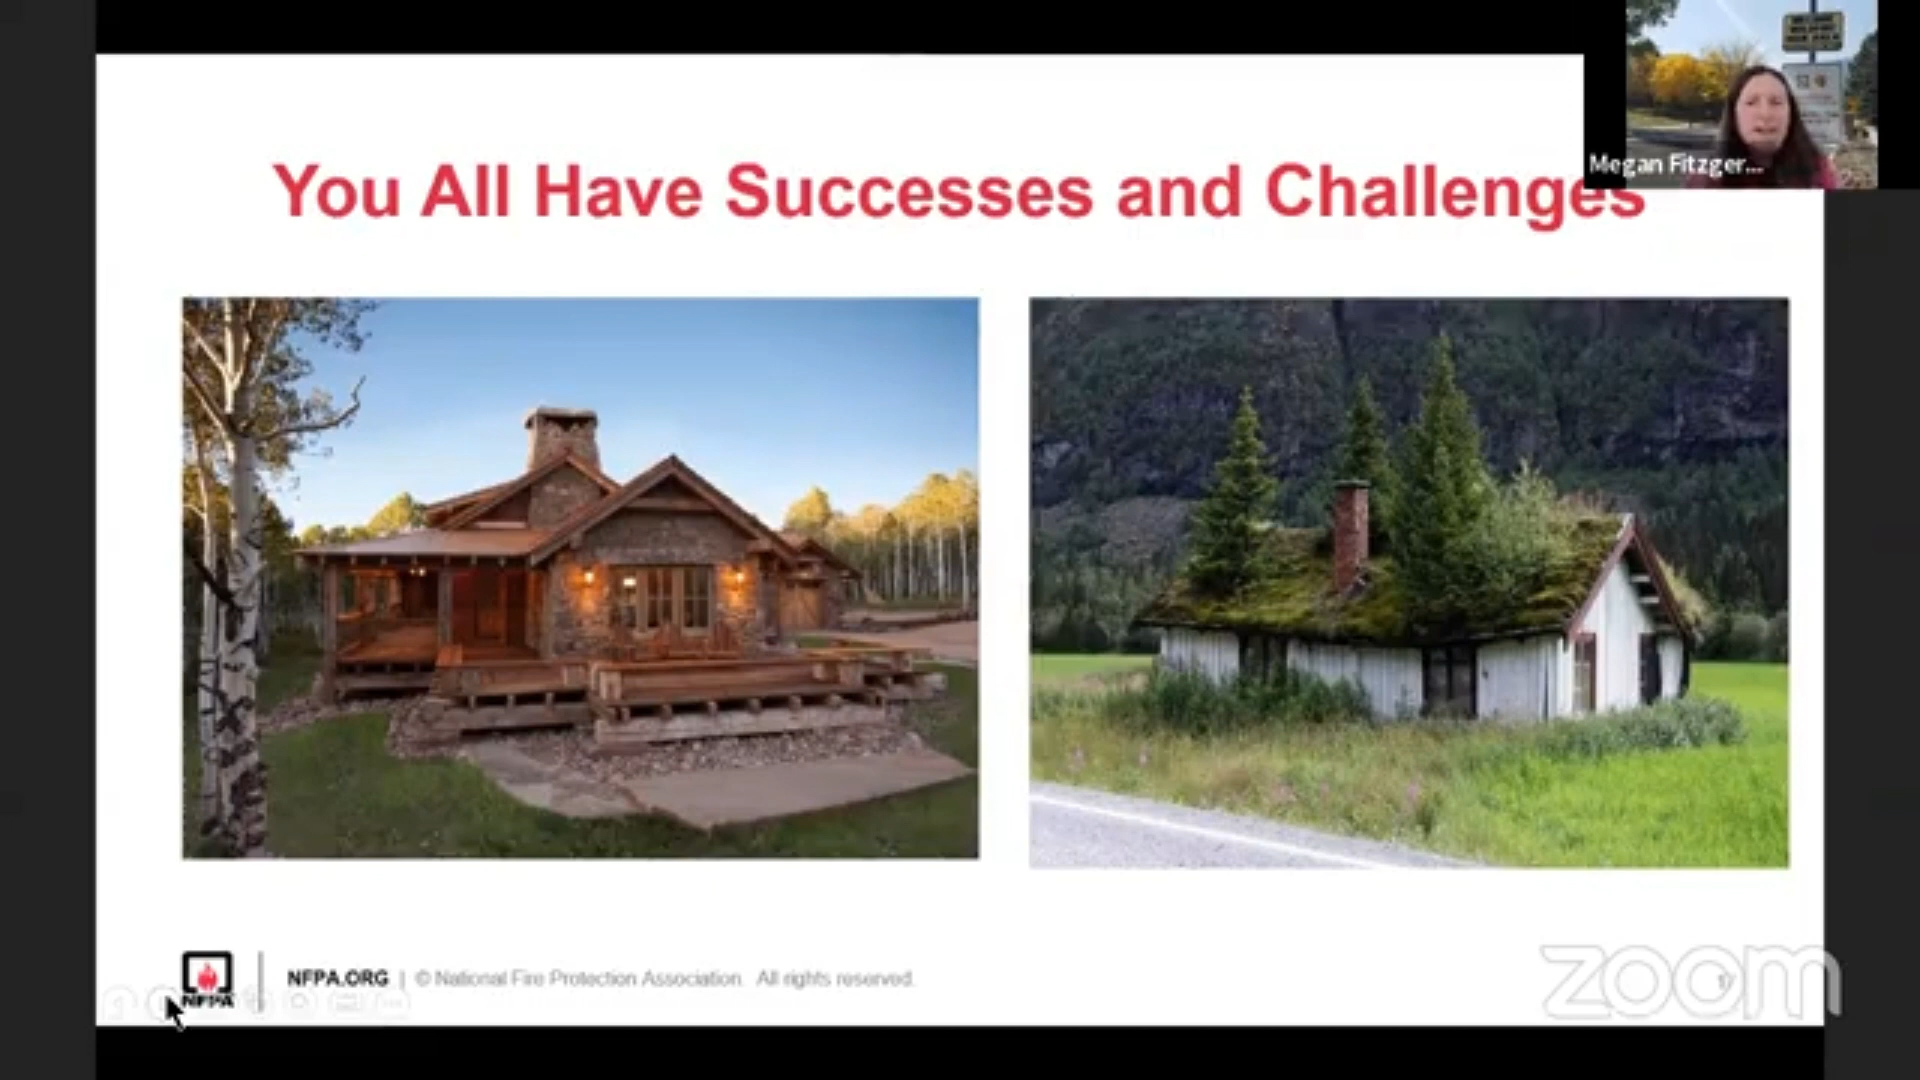 Megan Fitzger...
You All Have Successes and Challenges
NFPA
NFPA.ORG | © National Fire Protection Association. All rights reserved.
zoom